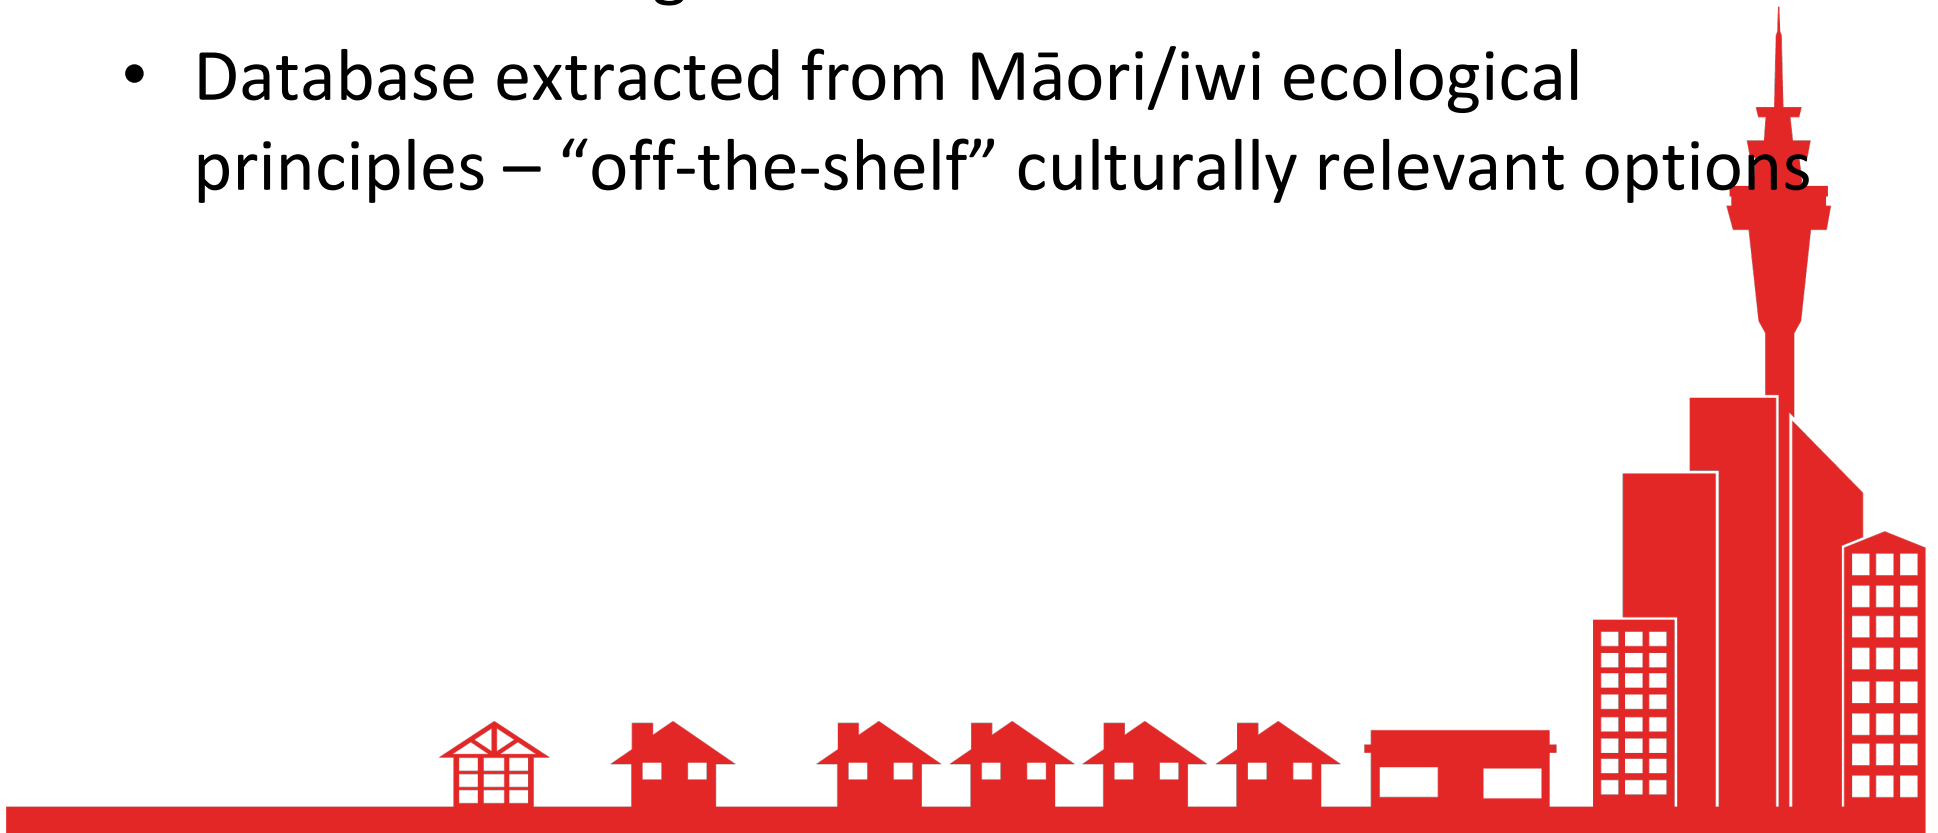 • Database extracted from Māori/iwi ecological
principles – “off-the-shelf” culturally relevant options